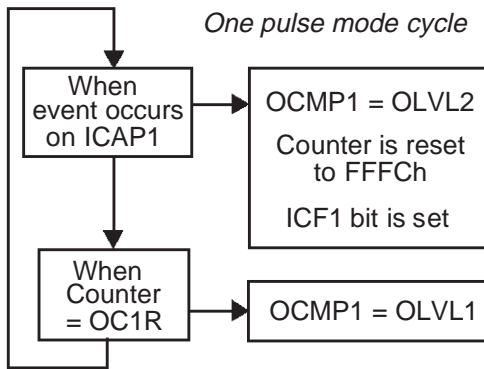 One pulse mode cycle
When
event occurs
on ICAP1
OCMP1 = OLVL2
Counter is reset
to FFFCh
ICF1 bit is set
When
Counter
= OC1R
OCMP1 = OLVL1